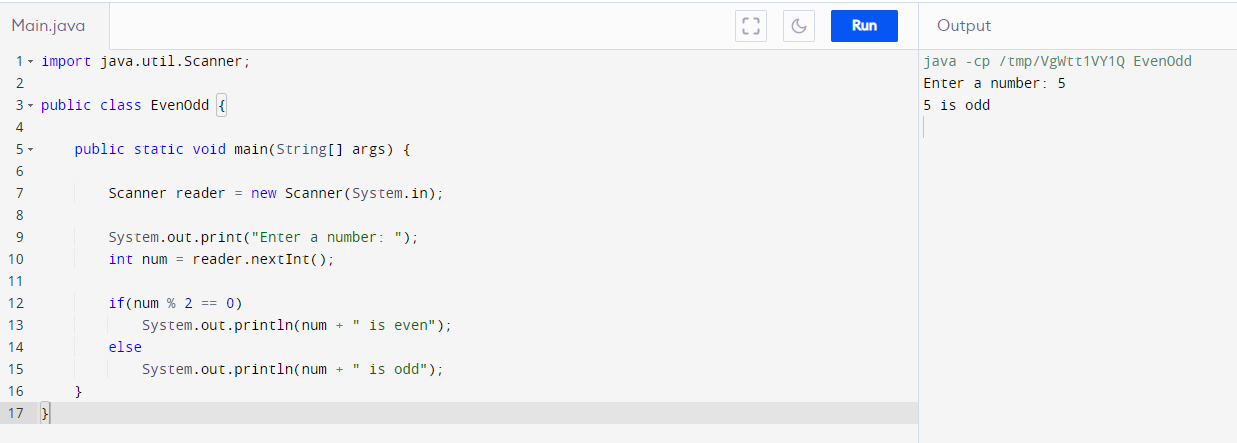 Main.java
Run
Output
1 import java.util.Scanner;
2
3 public class EvenOdd {
4
5     public static void main(String[] args) {
6
7         Scanner reader = new Scanner(System.in);
8
9         System.out.print("Enter a number: ");
10         int num = reader.nextInt();
11
12         if(num % 2 == 0)
13             System.out.println(num + " is even");
14         else
15             System.out.println(num + " is odd");
16     }
17 }
java -cp /tmp/VgWtt1VY1Q EvenOdd
Enter a number: 5
5 is odd